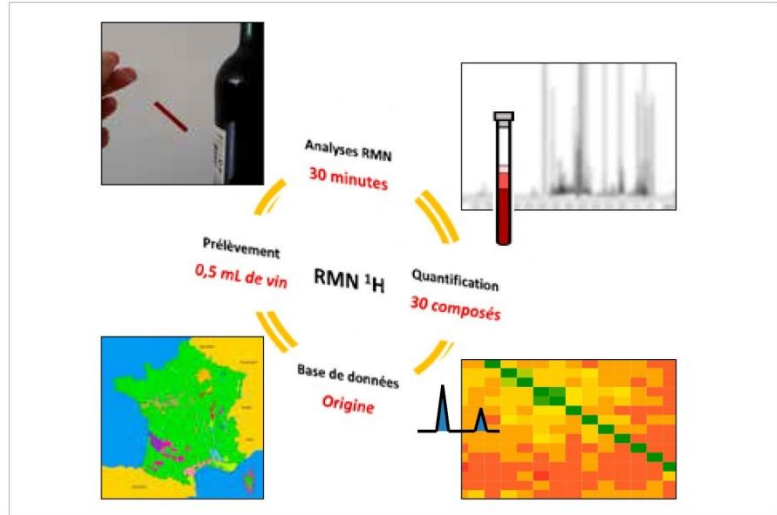 Analyses RMN
30 minutes
Prélèvement
0,5 mL de vin
RMN ¹H
Quantification
30 composés
Base de données
Origine